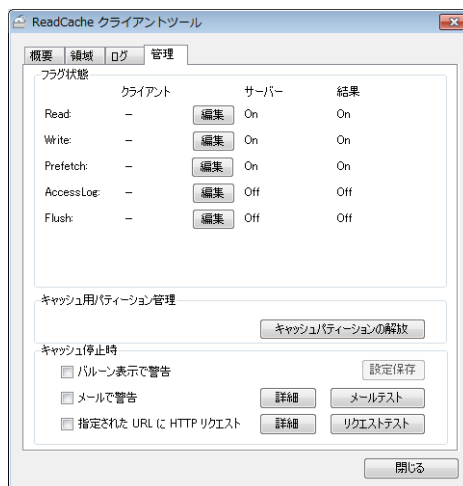 ReadCache クライアントツール
概要 領域 ログ 管理
フラグ状態
クライアント サーバー 結果
Read: － 編集 On On
Write: － 編集 On On
Prefetch: － 編集 On On
AccessLog: － 編集 Off Off
Flush: － 編集 Off Off
キャッシュ用パティーション管理
キャッシュパティーションの解放
キャッシュ停止時
バルーン表示で警告 設定保存
メールで警告 詳細 メールテスト
指定された URL に HTTP リクエスト 詳細 リクエストテスト
閉じる